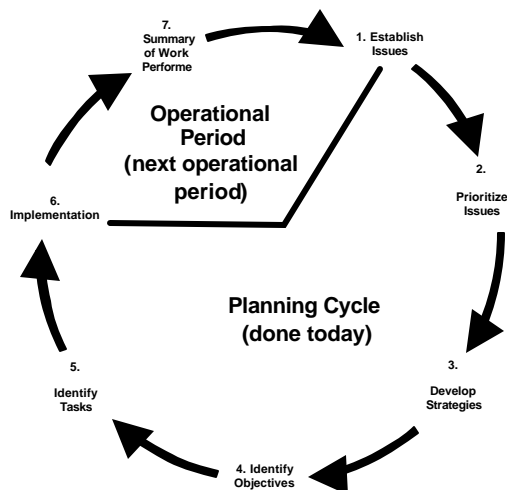 1. Establish
Issues
2.
Prioritize
Issues
3.
Develop
Strategies
4. Identify
Objectives
5.
Identify
Tasks
6.
Implementation
7.
Summary
of Work
Performe
Operational
Period
(next operational
period)
Planning Cycle
(done today)